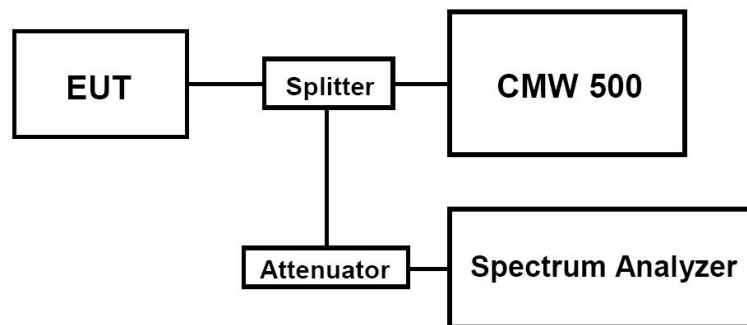 EUT
Splitter
CMW 500
Attenuator
Spectrum Analyzer